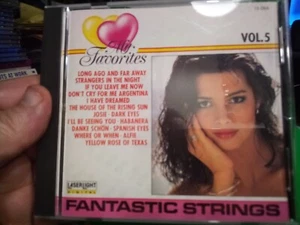 VOL. 5
My
Favorites
LONG AGO AND FAR AWAY
STRANGERS IN THE NIGHT
IF YOU LEAVE ME NOW
DON'T CRY FOR ME ARGENTINA
I HAVE DREAMED
THE HOUSE OF THE RISING SUN
JOSIE · DARK EYES
I'LL BE SEEING YOU · HABANERA
DANKE SCHÖN · SPANISH EYES
WHERE OR WHEN · ALFIE
YELLOW ROSE OF TEXAS
LASERLIGHT
DIGITAL
FANTASTIC STRINGS